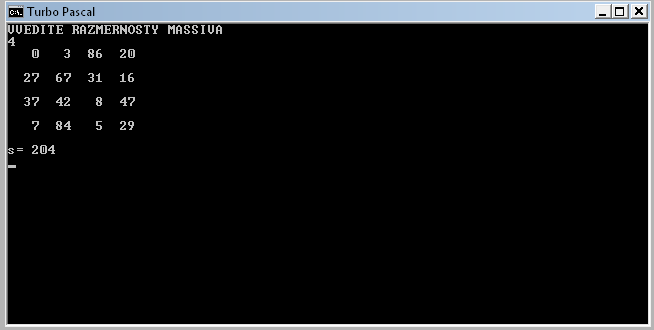 Turbo Pascal
VVEDITE RAZMERNOSTY MASSIVA
4
0 3 86 20
27 67 31 16
37 42 8 47
7 84 5 29
s= 204